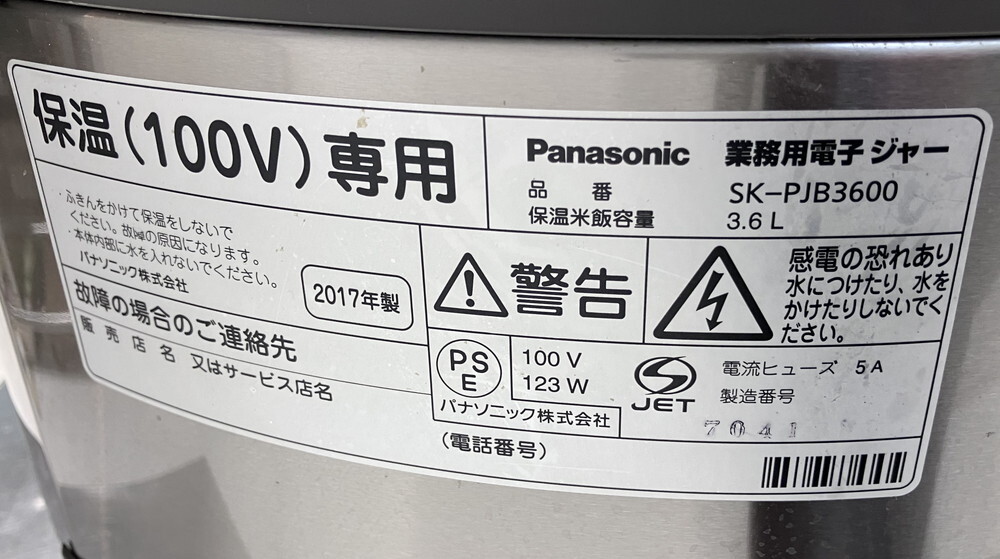 保温(100V)専用
・ふきんをかけて保温をしないで
ください。故障の原因になります。
・本体内部に水を入れないでください。
パナソニック株式会社
2017年製
故障の場合のご連絡先
販売店名 又はサービス店名
(電話番号)
Panasonic 業務用電子ジャー
品番 SK-PJB3600
保温米飯容量 3.6L
警告
感電の恐れあり
水につけたり、水を
かけたりしないでく
ださい。
PS
E
100V
123W
パナソニック株式会社
JET
電流ヒューズ 5A
製造番号
7041